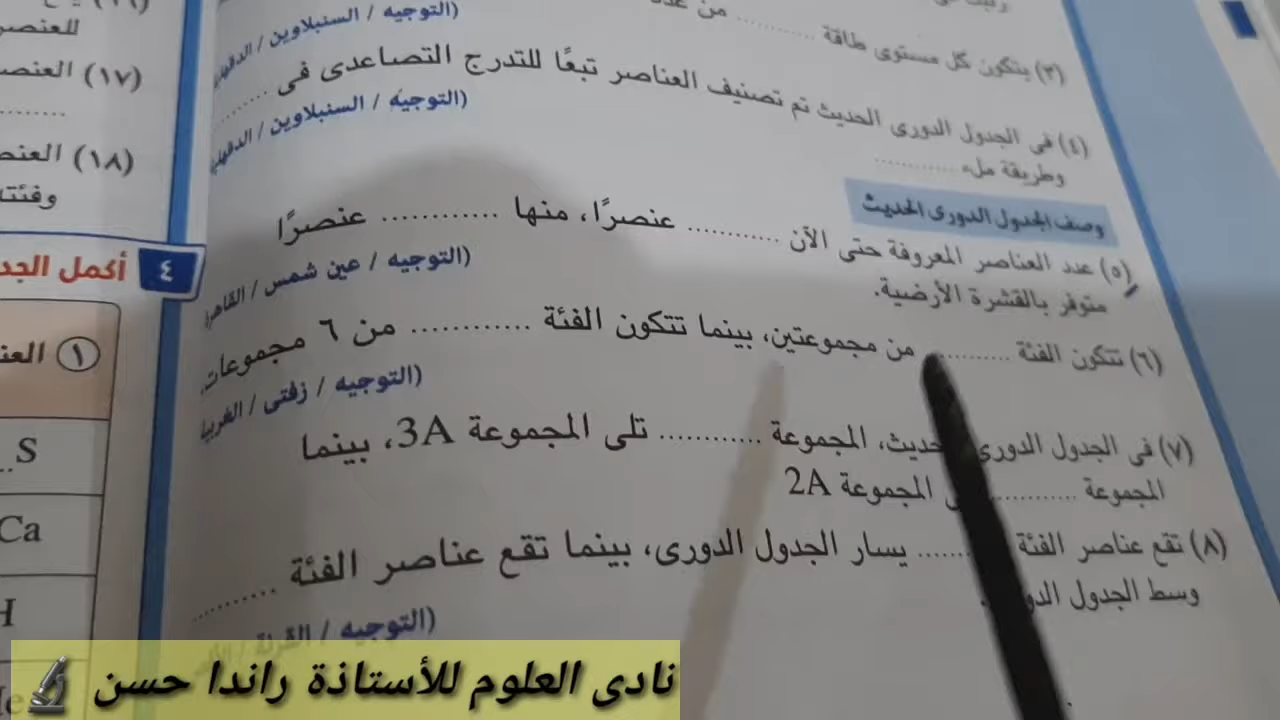 (٣) يتكون كل مستوى طاقة ............ من عدد
(التوجيه / السنبلاوين / الدقهلية
(٤) فى الجدول الدورى الحديث تم تصنيف العناصر تبعًا للتدرج التصاعدى فى ............
وطريقة ملء ............
(التوجيه / السنبلاوين / الدقهلية
وصف الجدول الدورى الحديث
(٥) عدد العناصر المعروفة حتى الآن ............ عنصرًا، منها ............ عنصرًا
متوفر بالقشرة الأرضية.
(التوجيه / عين شمس / القاهرة
(٦) تتكون الفئة ............ من مجموعتين، بينما تتكون الفئة ............ من ٦ مجموعات.
(التوجيه / زفتى / الغربية
(٧) فى الجدول الدورى الحديث، المجموعة ............ تلى المجموعة 3A، بينما
المجموعة ............ المجموعة 2A
(٨) تقع عناصر الفئة ............ يسار الجدول الدورى، بينما تقع عناصر الفئة ............
وسط الجدول
(التوجيه / القرنة /
للعنصر
(١٧) العنصر
(١٨) العنصر
وفئته
٤ أكمل الجد
١ العن
S
Ca
H
نادى العلوم للأستاذة راندا حسن